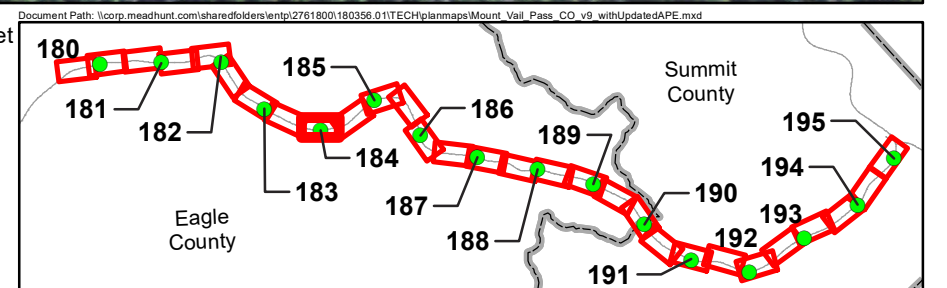 Document Path: \\corp.meadhunt.com\sharedfolders\entp\2761800\180356.01\TECH\planmaps\Mount_Vail_Pass_CO_v9_withUpdatedAPE.mxd
et
180
185
Summit
County
181
186
195
182
189
184
194
183
190
193
187
Eagle
County
188
192
191